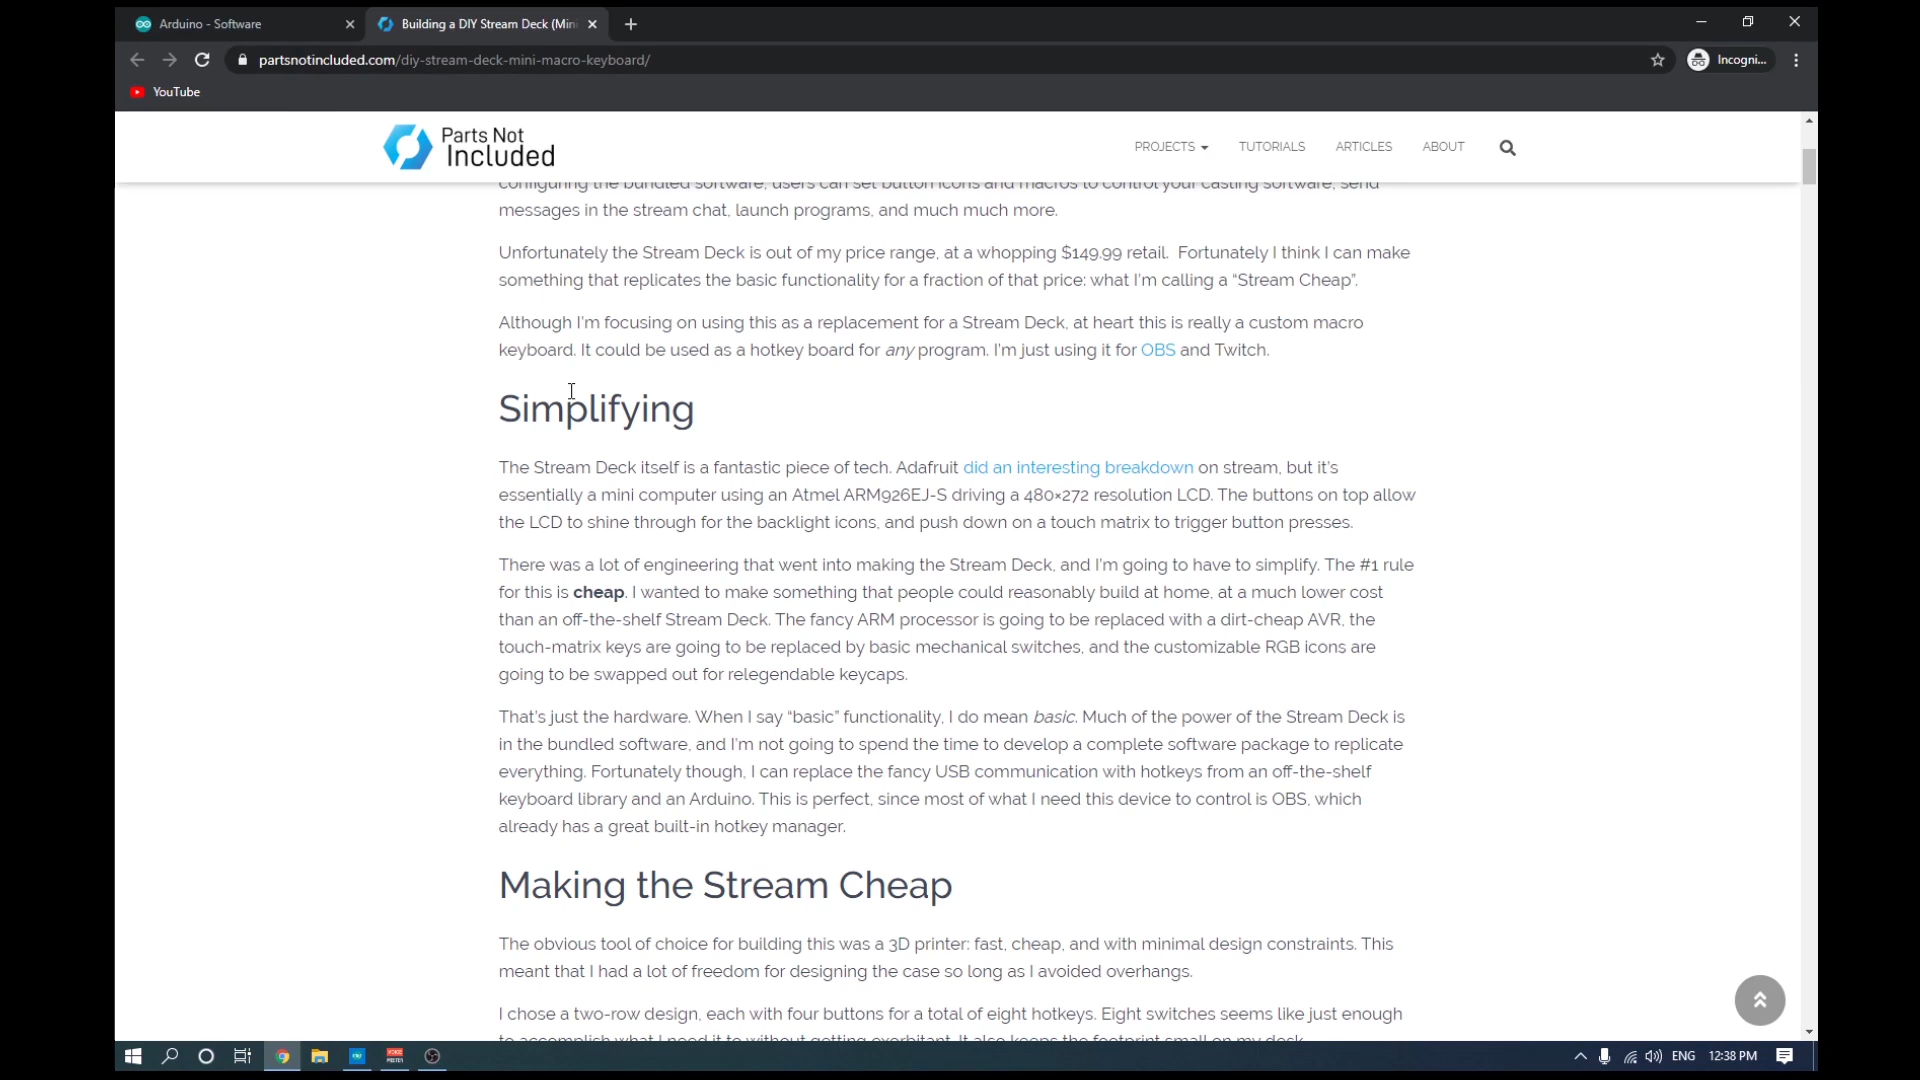 Arduino - Software
Building a DIY Stream Deck (Min
partsnotincluded.com/diy-stream-deck-mini-macro-keyboard/
Incogni...
YouTube
Parts Not
Included
PROJECTS
TUTORIALS
ARTICLES
ABOUT
configuring the bundled software, users can set button icons and macros to control your casting software, send
messages in the stream chat, launch programs, and much much more.
Unfortunately the Stream Deck is out of my price range, at a whopping $149.99 retail. Fortunately I think I can make
something that replicates the basic functionality for a fraction of that price: what I'm calling a “Stream Cheap”.
Although I'm focusing on using this as a replacement for a Stream Deck, at heart this is really a custom macro
keyboard. It could be used as a hotkey board for any program. I'm just using it for OBS and Twitch.
Simplifying
The Stream Deck itself is a fantastic piece of tech. Adafruit did an interesting breakdown on stream, but it's
essentially a mini computer using an Atmel ARM926EJ-S driving a 480×272 resolution LCD. The buttons on top allow
the LCD to shine through for the backlight icons, and push down on a touch matrix to trigger button presses.
There was a lot of engineering that went into making the Stream Deck, and I'm going to have to simplify. The #1 rule
for this is cheap. I wanted to make something that people could reasonably build at home, at a much lower cost
than an off-the-shelf Stream Deck. The fancy ARM processor is going to be replaced with a dirt-cheap AVR, the
touch-matrix keys are going to be replaced by basic mechanical switches, and the customizable RGB icons are
going to be swapped out for relegendable keycaps.
That's just the hardware. When I say “basic” functionality, I do mean basic. Much of the power of the Stream Deck is
in the bundled software, and I'm not going to spend the time to develop a complete software package to replicate
everything. Fortunately though, I can replace the fancy USB communication with hotkeys from an off-the-shelf
keyboard library and an Arduino. This is perfect, since most of what I need this device to control is OBS, which
already has a great built-in hotkey manager.
Making the Stream Cheap
The obvious tool of choice for building this was a 3D printer: fast, cheap, and with minimal design constraints. This
meant that I had a lot of freedom for designing the case so long as I avoided overhangs.
I chose a two-row design, each with four buttons for a total of eight hotkeys. Eight switches seems like just enough
to accomplish what I need it to without getting exorbitant. It also keeps the footprint small on my desk.
ENG
12:38 PM